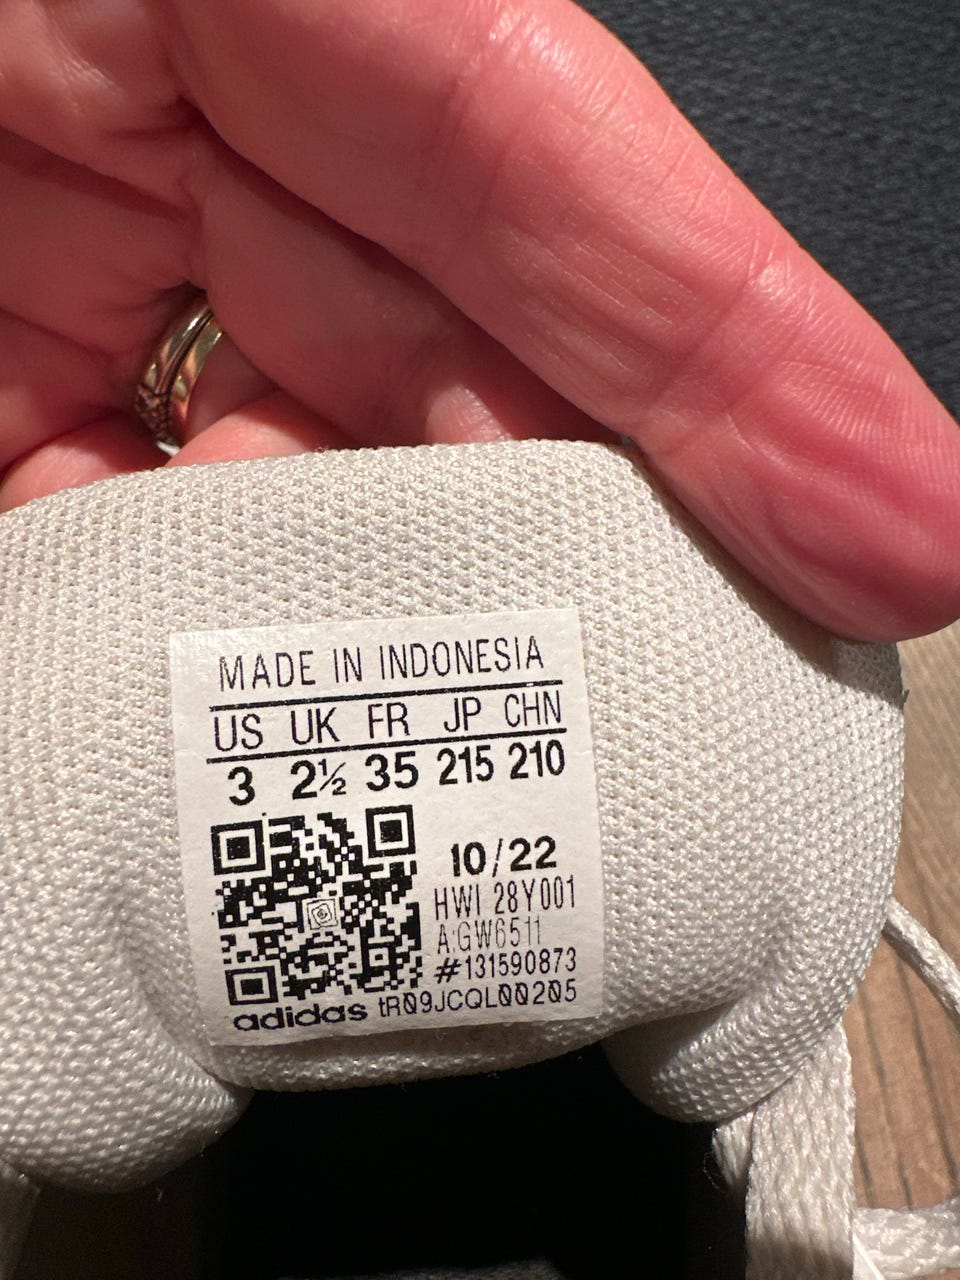 MADE IN INDONESIA
US UK FR JP CHN
3 2½ 35 215 210
10/22
HWI 28Y001
A:GW6511
#131590873
adidas tR09JCQL00205